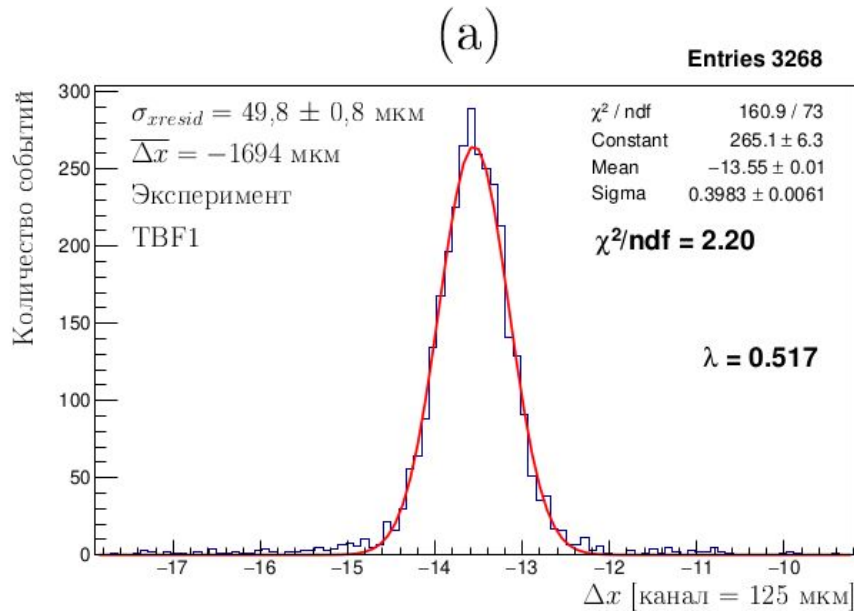 (a)
Entries 3268
Количество событий
300
250
200
150
100
50
0
σxresid = 49,8 ± 0,8 мкм
Δx = −1694 мкм
Эксперимент
TBF1
χ² / ndf 160.9 / 73
Constant 265.1 ± 6.3
Mean −13.55 ± 0.01
Sigma 0.3983 ± 0.0061
χ²/ndf = 2.20
λ = 0.517
−17 −16 −15 −14 −13 −12 −11 −10
Δx [канал = 125 мкм]